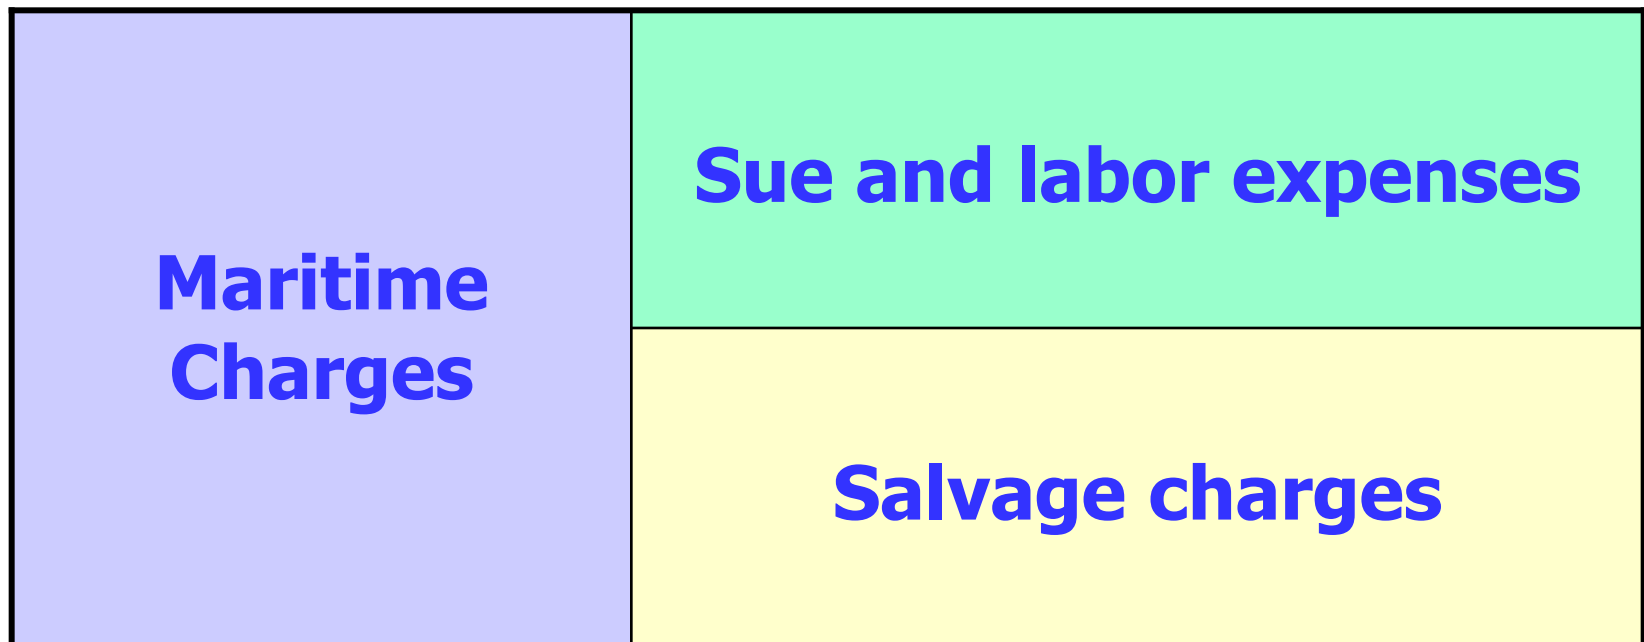 Maritime
Charges
Sue and labor expenses
Salvage charges